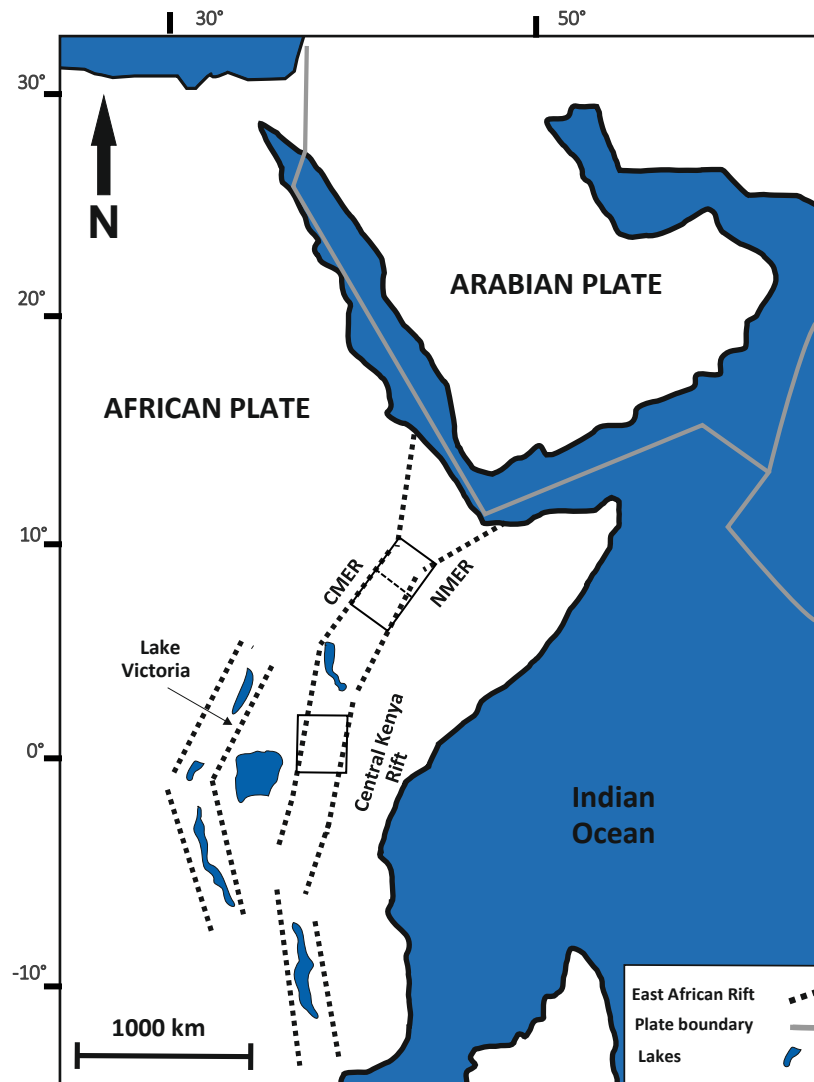 30°
50°
30°
N
ARABIAN PLATE
20°
AFRICAN PLATE
10°
CMER
NMER
Lake
Victoria
0°
Central Kenya
Rift
Indian
Ocean
-10°
East African Rift
Plate boundary
Lakes
1000 km